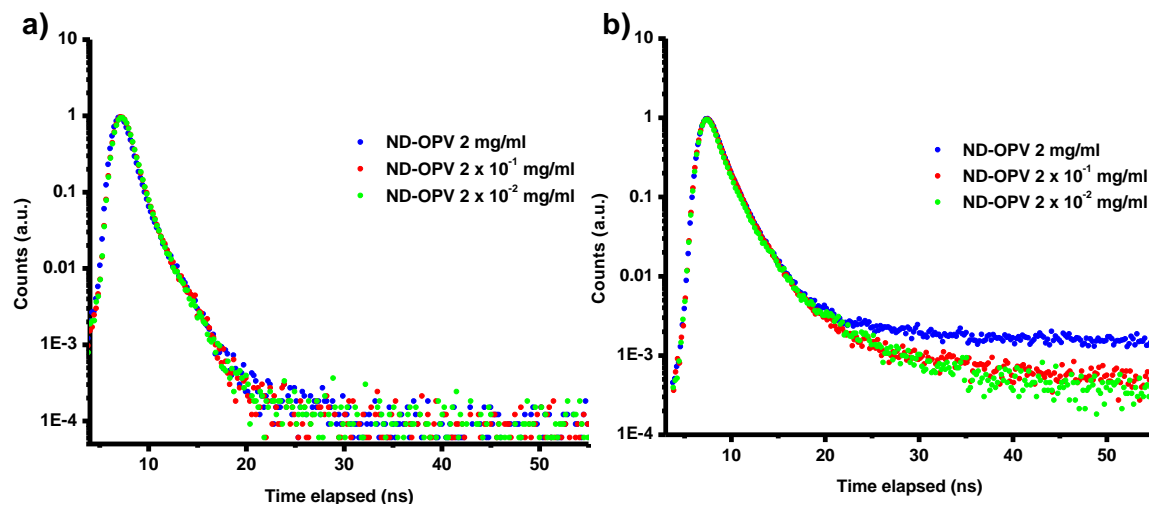 a)
10
1
0.1
0.01
1E-3
1E-4
Counts (a.u.)
10 20 30 40 50
Time elapsed (ns)
ND-OPV 2 mg/ml
ND-OPV 2 x 10⁻¹ mg/ml
ND-OPV 2 x 10⁻² mg/ml
b)
10
1
0.1
0.01
1E-3
1E-4
Counts (a.u.)
10 20 30 40 50
Time elapsed (ns)
ND-OPV 2 mg/ml
ND-OPV 2 x 10⁻¹ mg/ml
ND-OPV 2 x 10⁻² mg/ml